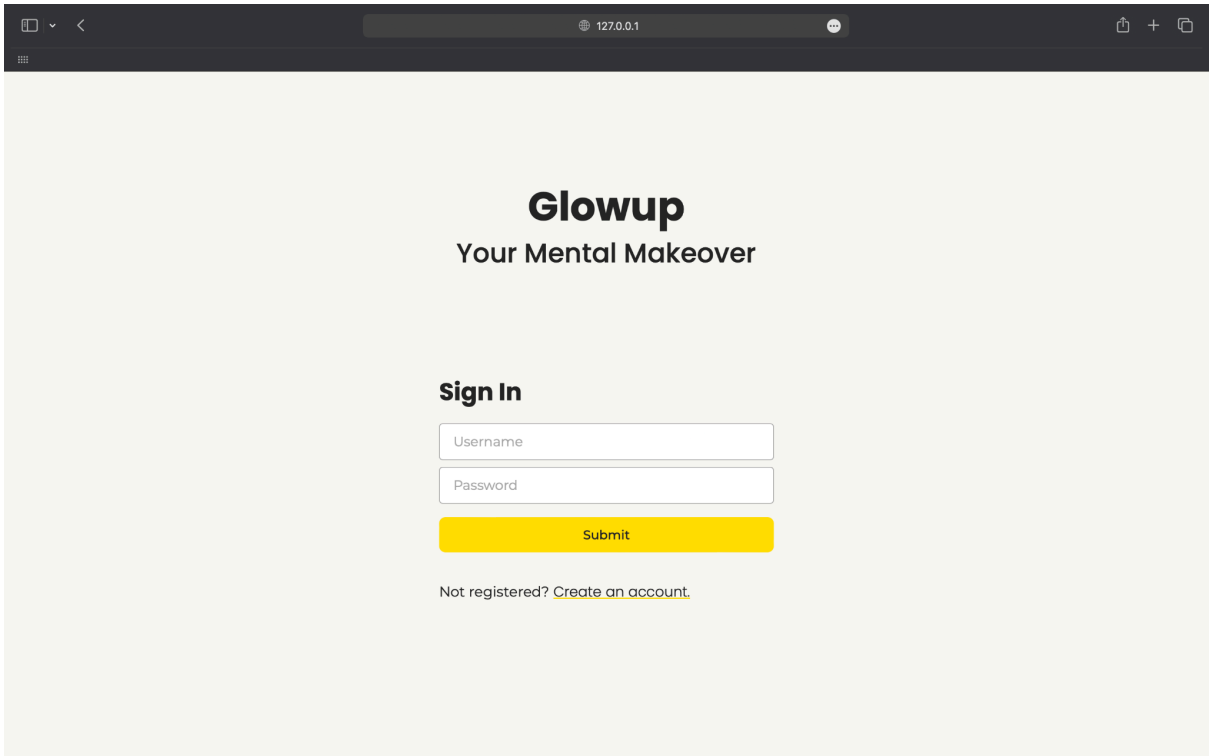 127.0.0.1
Glowup
Your Mental Makeover
Sign In
Username
Password
Submit
Not registered? Create an account.